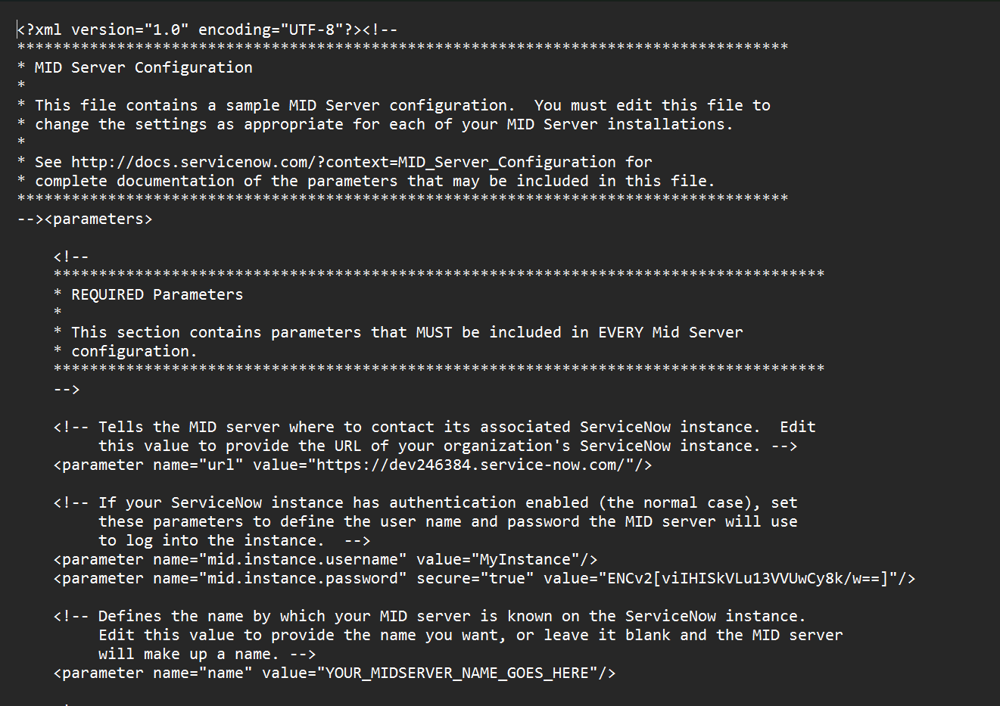 <?xml version="1.0" encoding="UTF-8"?><!--
*************************************************************************************
* MID Server Configuration
*
* This file contains a sample MID Server configuration.  You must edit this file to
* change the settings as appropriate for each of your MID Server installations.
*
* See http://docs.servicenow.com/?context=MID_Server_Configuration for
* complete documentation of the parameters that may be included in this file.
*************************************************************************************
--><parameters>

    <!--
    *************************************************************************************
    * REQUIRED Parameters
    *
    * This section contains parameters that MUST be included in EVERY Mid Server
    * configuration.
    *************************************************************************************
    -->

    <!-- Tells the MID server where to contact its associated ServiceNow instance.  Edit
         this value to provide the URL of your organization's ServiceNow instance. -->
    <parameter name="url" value="https://dev246384.service-now.com/"/>

    <!-- If your ServiceNow instance has authentication enabled (the normal case), set
         these parameters to define the user name and password the MID server will use
         to log into the instance.  -->
    <parameter name="mid.instance.username" value="MyInstance"/>
    <parameter name="mid.instance.password" secure="true" value="ENCv2[viIHISkVLu13VVUwCy8k/w==]"/>

    <!-- Defines the name by which your MID server is known on the ServiceNow instance.
         Edit this value to provide the name you want, or leave it blank and the MID server
         will make up a name. -->
    <parameter name="name" value="YOUR_MIDSERVER_NAME_GOES_HERE"/>